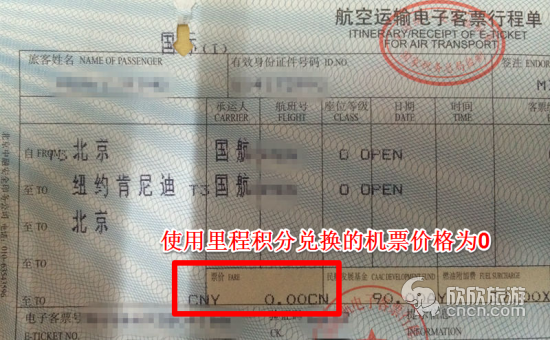 航空运输电子客票行程单
ITINERARY/RECEIPT OF E-TICKET
FOR AIR TRANSPORT
国 (I)
旅客姓名 NAME OF PASSENGER 有效身份证件号码 ID.NO. 签注
承运人 航班号 座位等级 日期 时间
CARRIER FLIGHT CLASS DATE TIME
自 FROM T3 北京 国航 O OPEN
至 TO 纽约肯尼迪 T3 国航 O OPEN
至 TO 北京
使用里程积分兑换的机票价格为0
票价 FARE 民航发展基金 CAAC DEVELOPMENT FUND 燃油附加费 FUEL SURCHARGE
至 TO CNY 0.00CN
电子客票号
E-TICKET NO. CK. INFORMATION
欣欣旅游
cncn.com